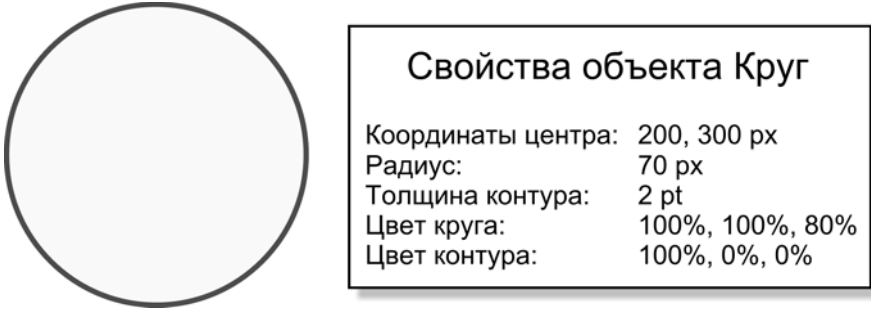 Свойства объекта Круг
Координаты центра: 200, 300 px
Радиус: 70 px
Толщина контура: 2 pt
Цвет круга: 100%, 100%, 80%
Цвет контура: 100%, 0%, 0%